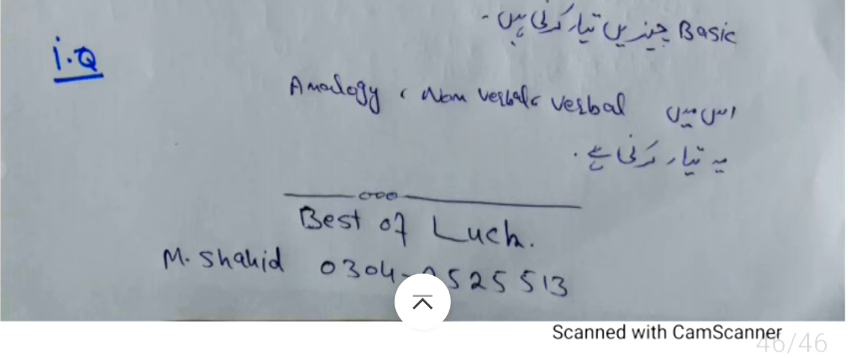 Basic چیزیں تیار کرنی ہیں۔
i.Q
اس میں verbal، Non verbal، Analogy
یہ تیار کرنی ہے۔
Best of Luck.
M. Shahid 0304- 525513
Scanned with CamScanner
46/46